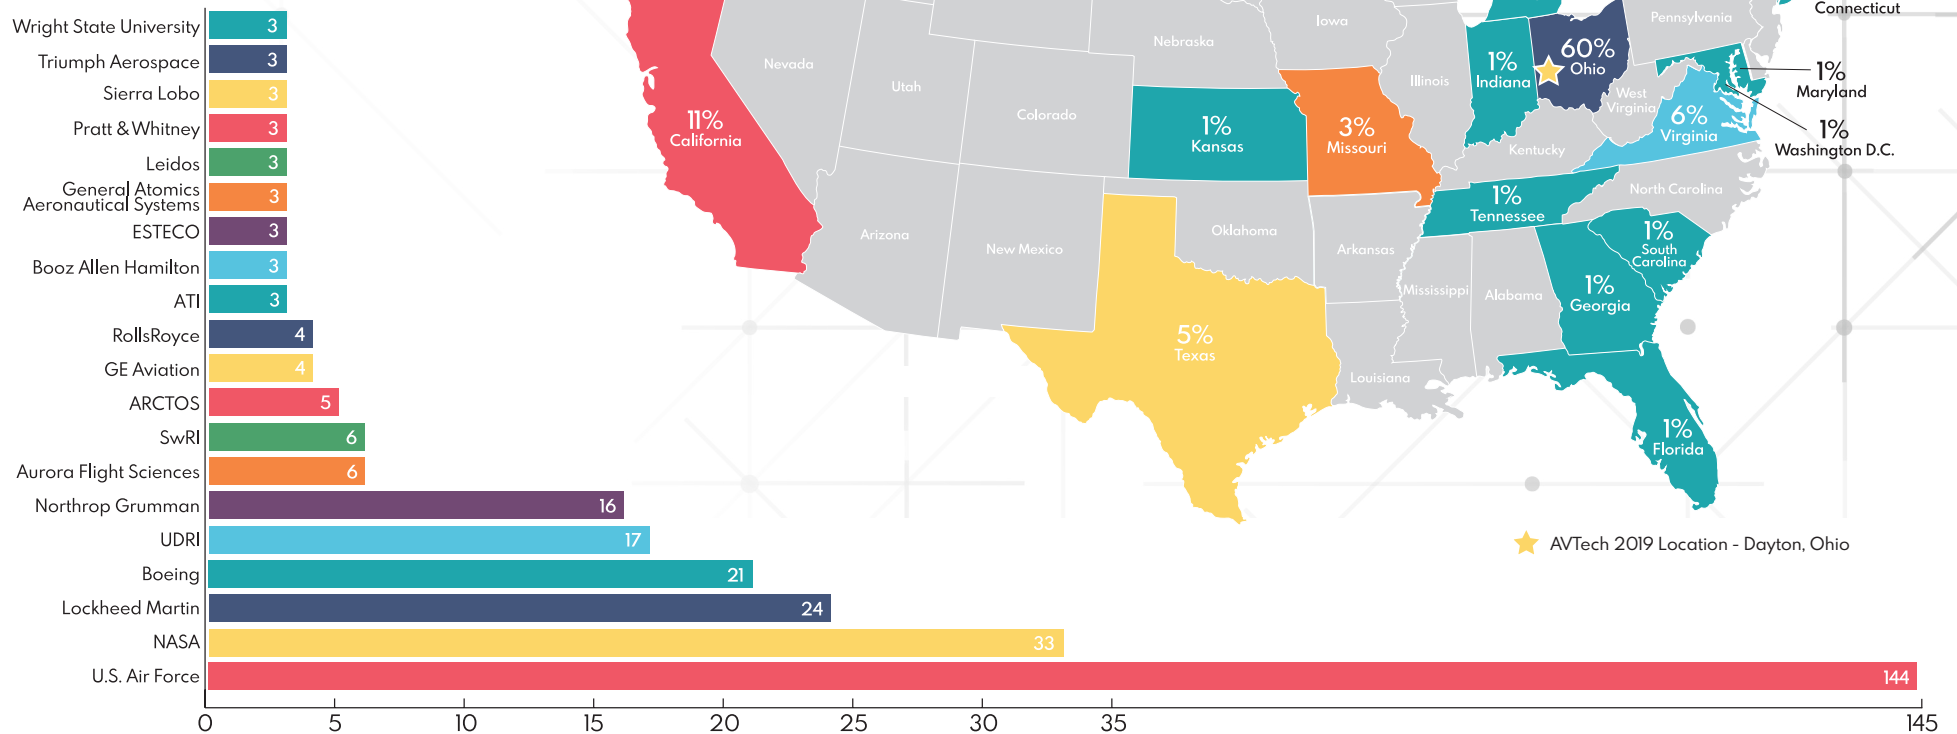 Wright State University 3
Triumph Aerospace 3
Sierra Lobo 3
Pratt & Whitney 3
Leidos 3
General Atomics
Aeronautical Systems 3
ESTECO 3
Booz Allen Hamilton 3
ATI 3
RollsRoyce 4
GE Aviation 4
ARCTOS 5
SwRI 6
Aurora Flight Sciences 6
Northrop Grumman 16
UDRI 17
Boeing 21
Lockheed Martin 24
NASA 33
U.S. Air Force 144
0 5 10 15 20 25 30 35 145
11%
California
Nevada
Utah
Arizona
Colorado
New Mexico
Nebraska
1%
Kansas
Oklahoma
5%
Texas
Iowa
3%
Missouri
Arkansas
Louisiana
Illinois
Mississippi
1%
Indiana
60%
Ohio
Kentucky
1%
Tennessee
Alabama
West
Virginia
Pennsylvania
6%
Virginia
North Carolina
1%
South
Carolina
1%
Georgia
1%
Florida
Connecticut
1%
Maryland
1%
Washington D.C.
AVTech 2019 Location - Dayton, Ohio